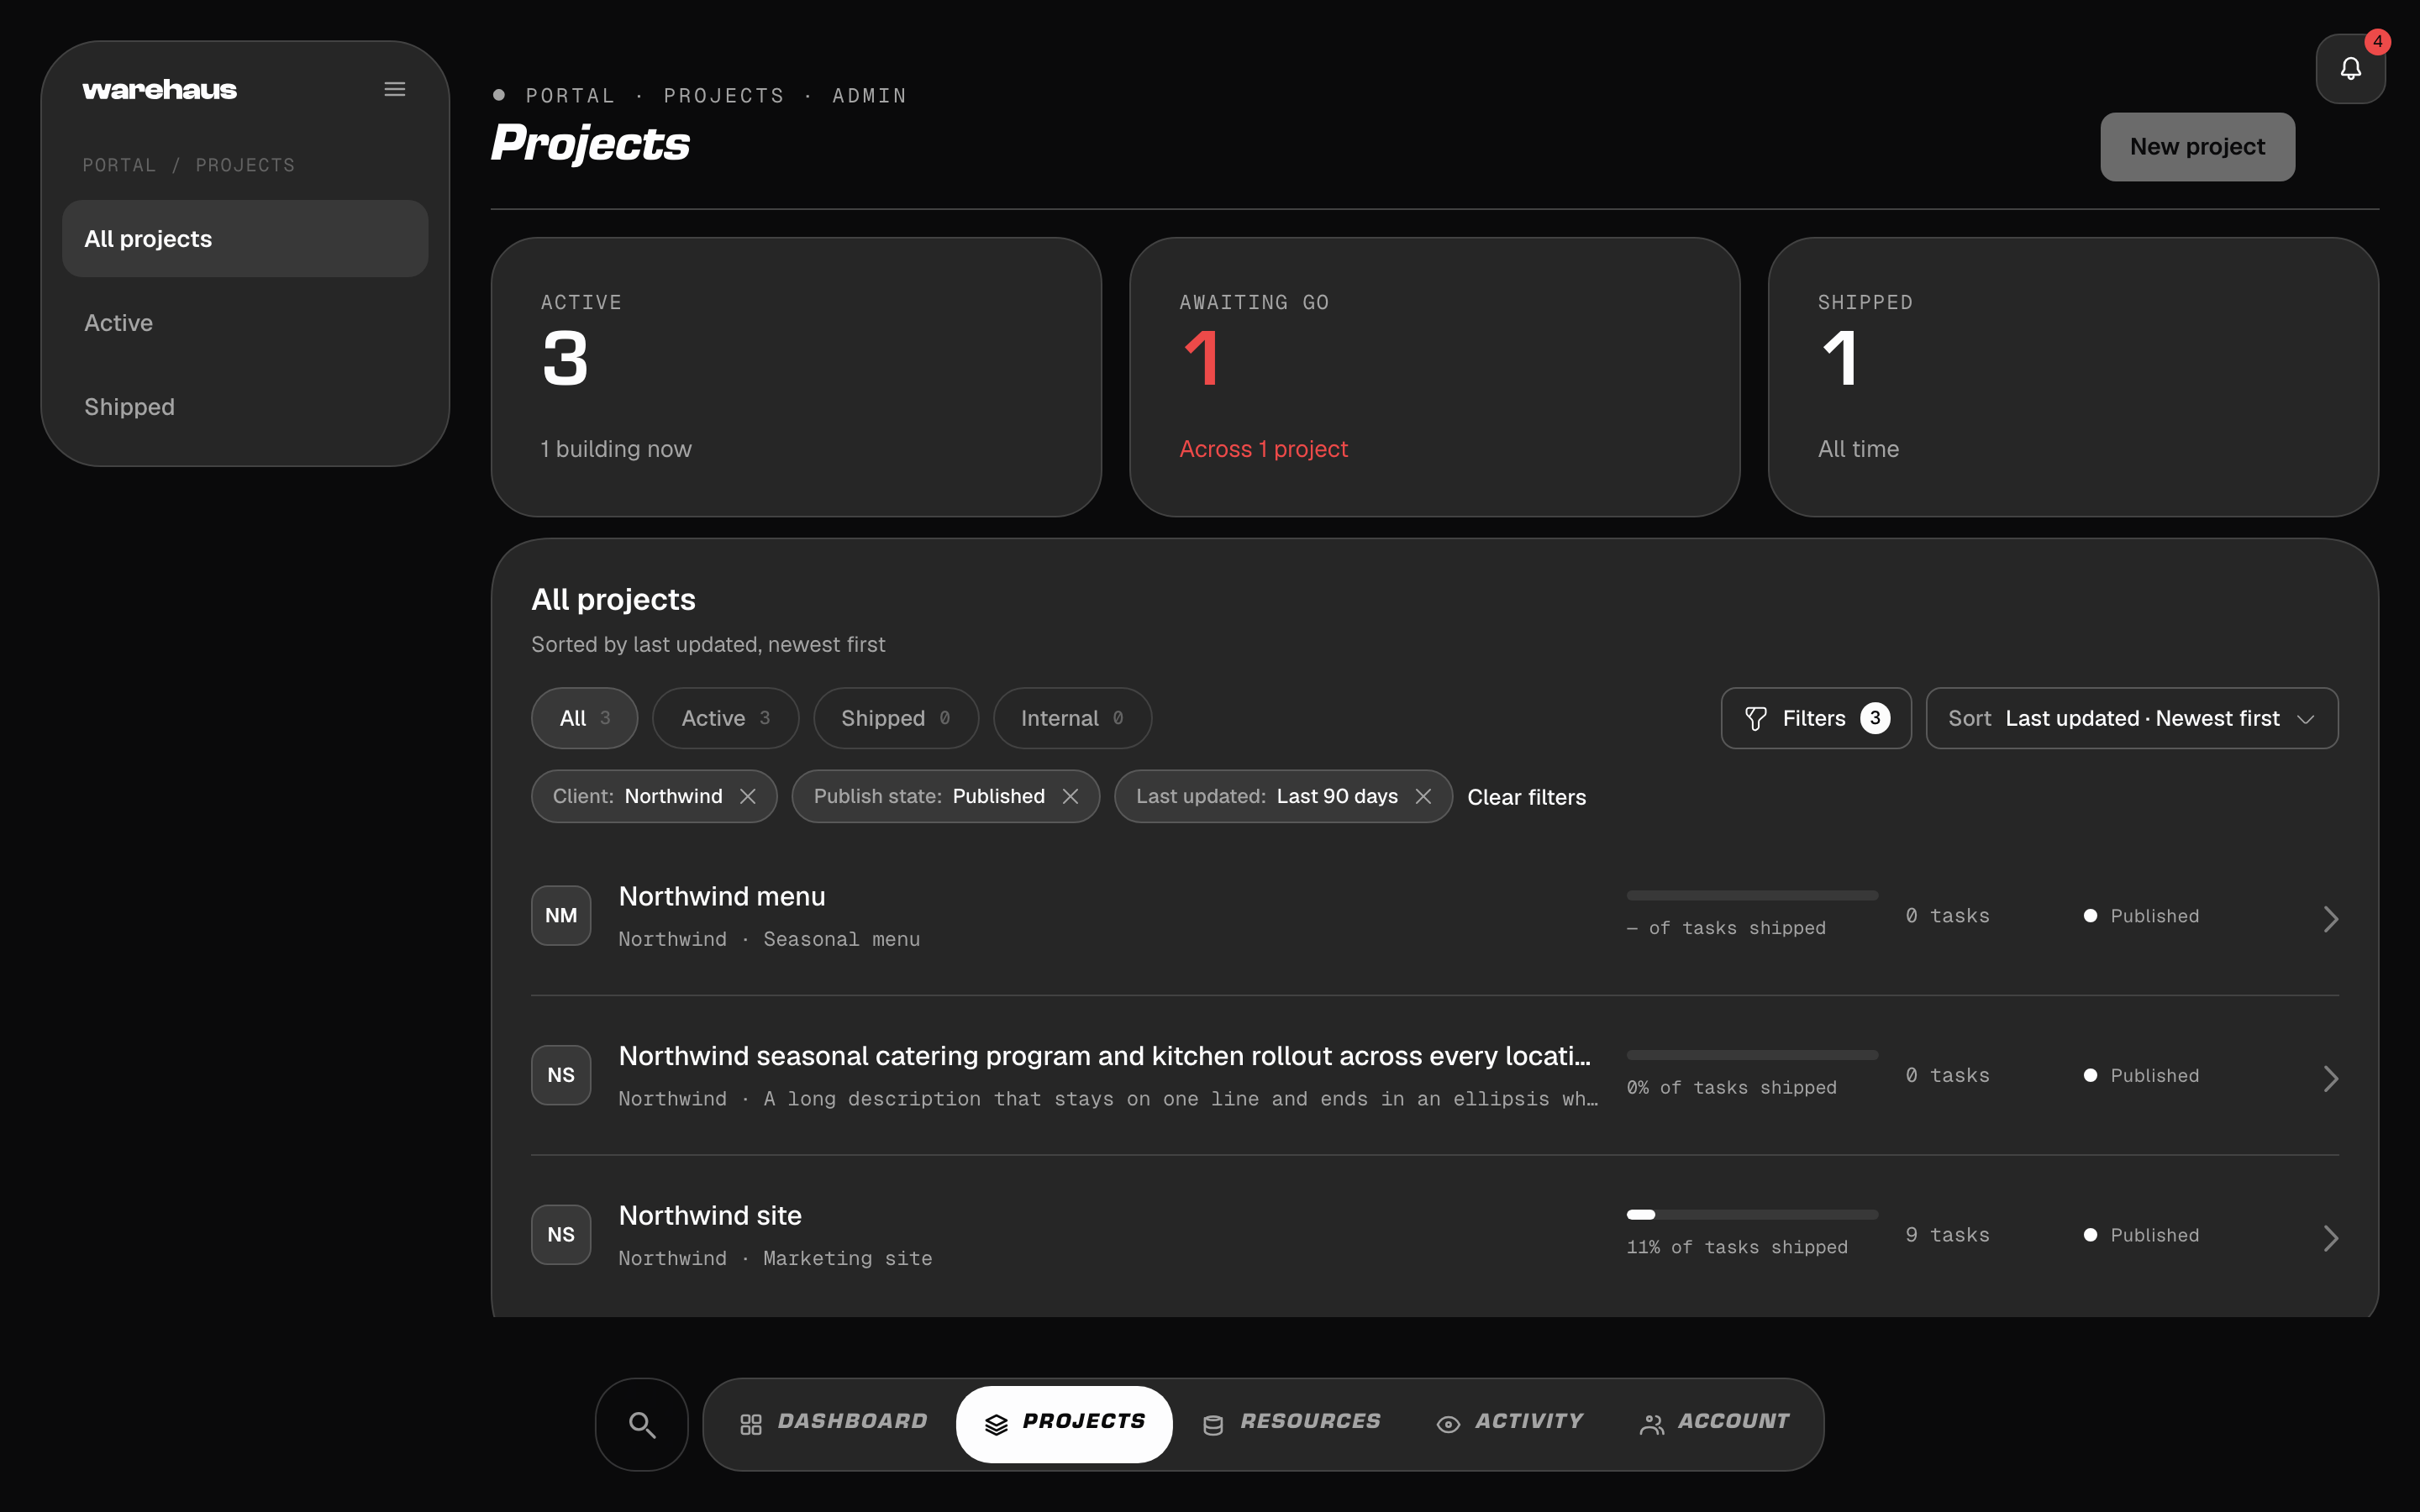 warehaus
PORTAL / PROJECTS
All projects
Active
Shipped
4
PORTAL · PROJECTS · ADMIN
Projects
New project
ACTIVE
3
1 building now
AWAITING GO
1
Across 1 project
SHIPPED
1
All time
All projects
Sorted by last updated, newest first
All 3 Active 3 Shipped 0 Internal 0 Filters 3 Sort Last updated · Newest first
Client: Northwind Publish state: Published Last updated: Last 90 days Clear filters
NM
Northwind menu
Northwind · Seasonal menu
— of tasks shipped
0 tasks
Published
NS
Northwind seasonal catering program and kitchen rollout across every locati…
Northwind · A long description that stays on one line and ends in an ellipsis wh…
0% of tasks shipped
0 tasks
Published
NS
Northwind site
Northwind · Marketing site
11% of tasks shipped
9 tasks
Published
DASHBOARD PROJECTS RESOURCES ACTIVITY ACCOUNT